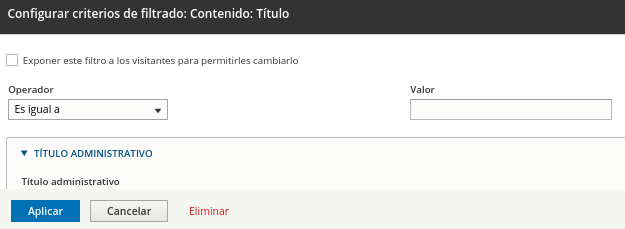 Configurar criterios de filtrado: Contenido: Título
Exponer este filtro a los visitantes para permitirles cambiarlo
Operador Valor
Es igual a
TÍTULO ADMINISTRATIVO
Título administrativo
Aplicar Cancelar Eliminar